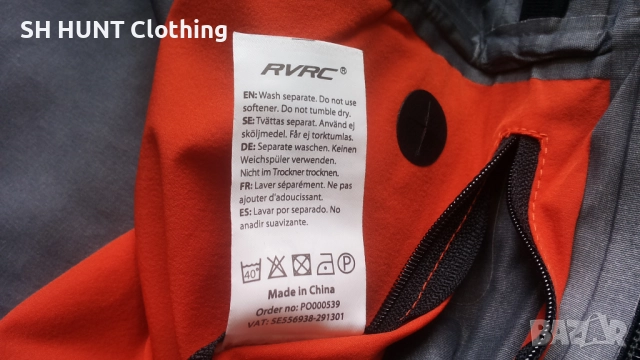 SH HUNT Clothing
RVRC®
EN: Wash separate. Do not use
softener. Do not tumble dry.
SE: Tvättas separat. Använd ej
sköljmedel. Får ej torktumlas.
DE: Separate waschen. Keinen
Weichspüler verwenden.
Nicht im Trockner trocknen.
FR: Laver séparément. Ne pas
ajouter d'adoucissant.
ES: Lavar por separado. No
anadir suavizante.
40°
P
Made in China
Order no: PO000539
VAT: SE556938-291301
bazar